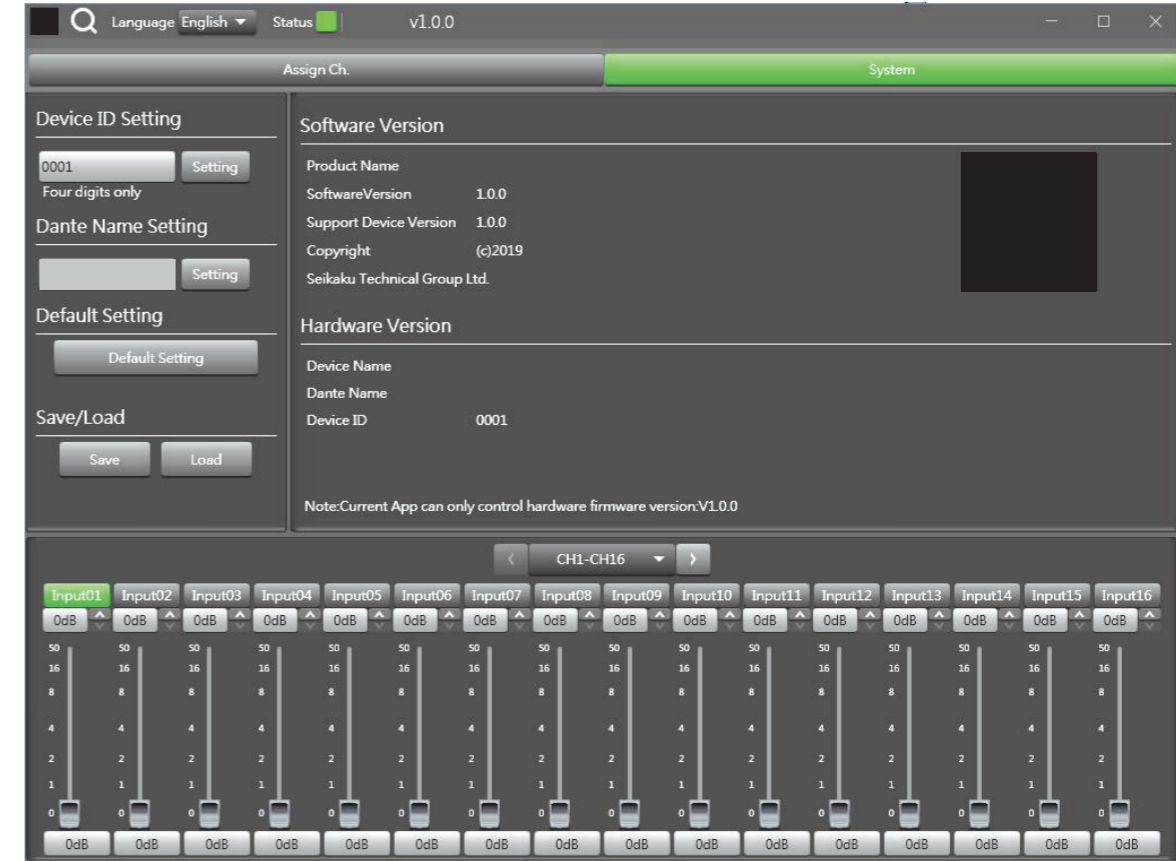 Language English Status v1.0.0
Assign Ch. System
Device ID Setting
0001 Setting
Four digits only
Dante Name Setting
Setting
Default Setting
Default Setting
Save/Load
Save Load
Software Version
Product Name
SoftwareVersion 1.0.0
Support Device Version 1.0.0
Copyright (c)2019
Seikaku Technical Group Ltd.
Hardware Version
Device Name
Dante Name
Device ID 0001
Note:Current App can only control hardware firmware version:V1.0.0
CH1-CH16
Input01 Input02 Input03 Input04 Input05 Input06 Input07 Input08 Input09 Input10 Input11 Input12 Input13 Input14 Input15 Input16
0dB 0dB 0dB 0dB 0dB 0dB 0dB 0dB 0dB 0dB 0dB 0dB 0dB 0dB 0dB 0dB
50 50 50 50 50 50 50 50 50 50 50 50 50 50 50 50
16 16 16 16 16 16 16 16 16 16 16 16 16 16 16 16
8 8 8 8 8 8 8 8 8 8 8 8 8 8 8 8
4 4 4 4 4 4 4 4 4 4 4 4 4 4 4 4
2 2 2 2 2 2 2 2 2 2 2 2 2 2 2 2
1 1 1 1 1 1 1 1 1 1 1 1 1 1 1 1
0 0 0 0 0 0 0 0 0 0 0 0 0 0 0 0
0dB 0dB 0dB 0dB 0dB 0dB 0dB 0dB 0dB 0dB 0dB 0dB 0dB 0dB 0dB 0dB